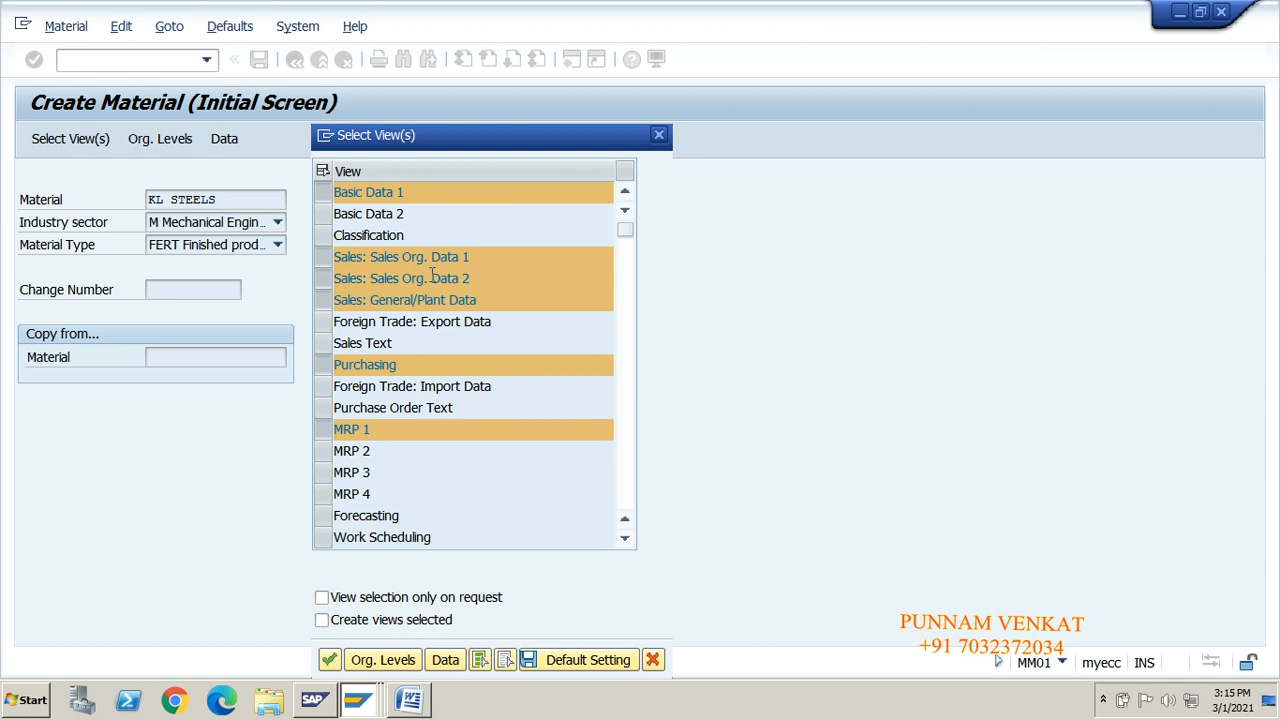 Material Edit Goto Defaults System Help
Create Material (Initial Screen)
Select View(s) Org. Levels Data
Material KL STEELS
Industry sector M Mechanical Engin...
Material Type FERT Finished prod...
Change Number
Copy from...
Material
Select View(s)
View
Basic Data 1
Basic Data 2
Classification
Sales: Sales Org. Data 1
Sales: Sales Org. Data 2
Sales: General/Plant Data
Foreign Trade: Export Data
Sales Text
Purchasing
Foreign Trade: Import Data
Purchase Order Text
MRP 1
MRP 2
MRP 3
MRP 4
Forecasting
Work Scheduling
View selection only on request
Create views selected
Org. Levels Data Default Setting
PUNNAM VENKAT
+91 7032372034
MM01 myecc INS
Start SAP
3:15 PM
3/1/2021